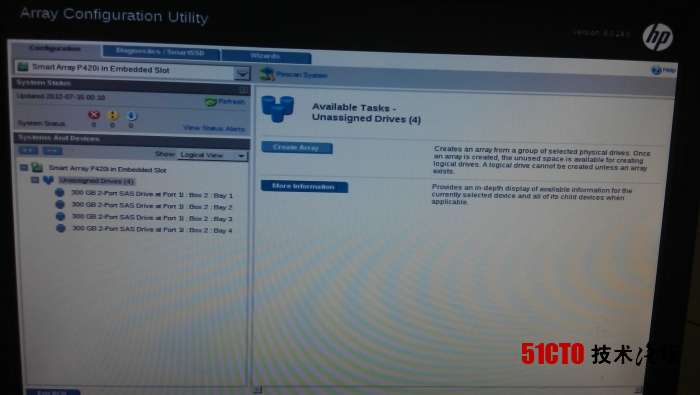 Array Configuration Utility
hp
Configuration
Diagnostics / SmartSSD
Wizards
Smart Array P420i in Embedded Slot
Rescan System
Help
System Status
Updated 2012-07-16 00:10
Refresh
System Status
0 0 0
View Status Alerts
Systems And Devices
Show: Logical View
Smart Array P420i in Embedded Slot
Unassigned Drives (4)
300 GB 2-Port SAS Drive at Port 1I : Box 2 : Bay 1
300 GB 2-Port SAS Drive at Port 1I : Box 2 : Bay 2
300 GB 2-Port SAS Drive at Port 1I : Box 2 : Bay 3
300 GB 2-Port SAS Drive at Port 1I : Box 2 : Bay 4
Available Tasks -
Unassigned Drives (4)
Create Array
Creates an array from a group of selected physical drives. Once
an array is created, the unused space is available for creating
logical drives. A logical drive cannot be created unless an array
exists.
More Information
Provides an in-depth display of available information for the
currently selected device and all of its child devices when
applicable.
51CTO 技术